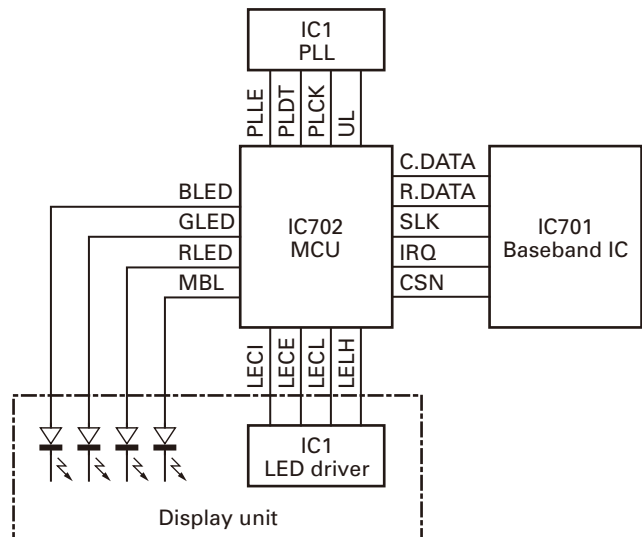 IC1
PLL
PLLE
PLDT
PLCK
UL
C.DATA
R.DATA
SLK
IRQ
CSN
BLED
GLED
RLED
MBL
IC702
MCU
IC701
Baseband IC
LECI
LECE
LECL
LELH
IC1
LED driver
Display unit